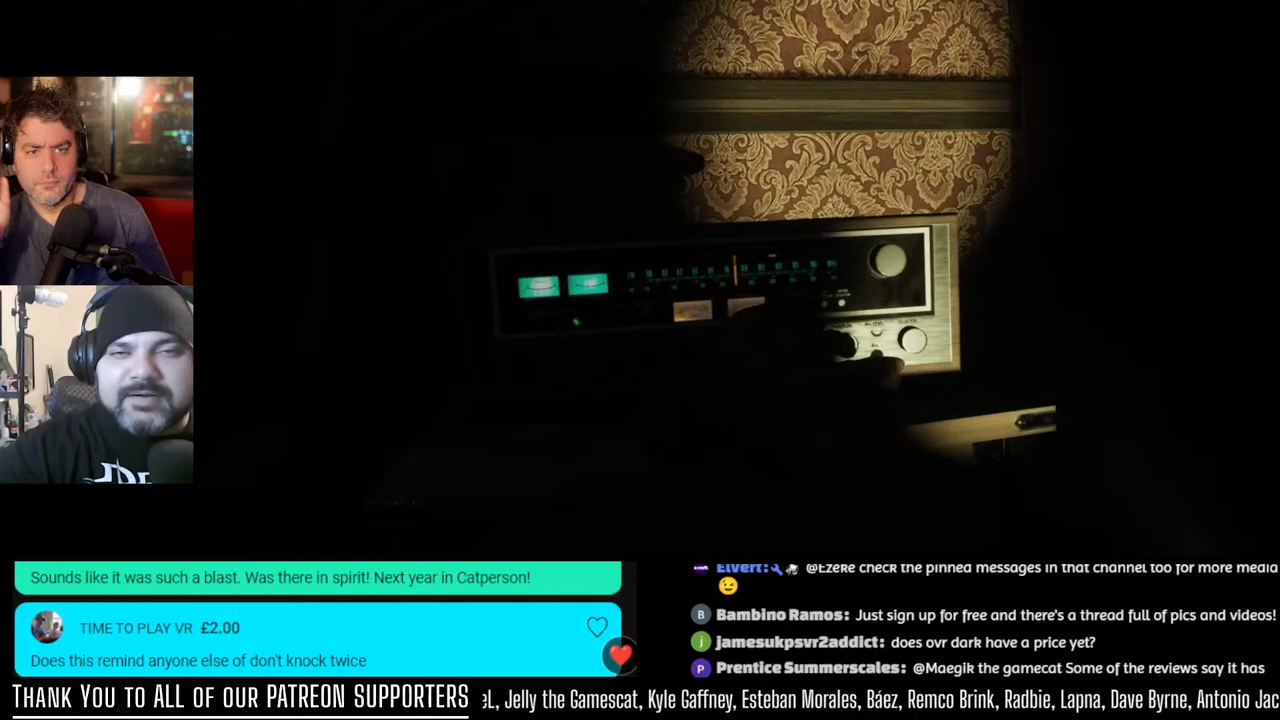 Sounds like it was such a blast. Was there in spirit! Next year in Catperson!
TIME TO PLAY VR £2.00
Does this remind anyone else of don't knock twice
Elvert: @EzeRe check the pinned messages in that channel too for more media
😉
B Bambino Ramos: Just sign up for free and there's a thread full of pics and videos!
j jamesukpsvr2addict: does ovr dark have a price yet?
P Prentice Summerscales: @Maegik the gamecat Some of the reviews say it has
THANK YOU TO ALL OF OUR PATREON SUPPORTERS
eL, Jelly the Gamescat, Kyle Gaffney, Esteban Morales, Báez, Remco Brink, Radbie, Lapna, Dave Byrne, Antonio Jac